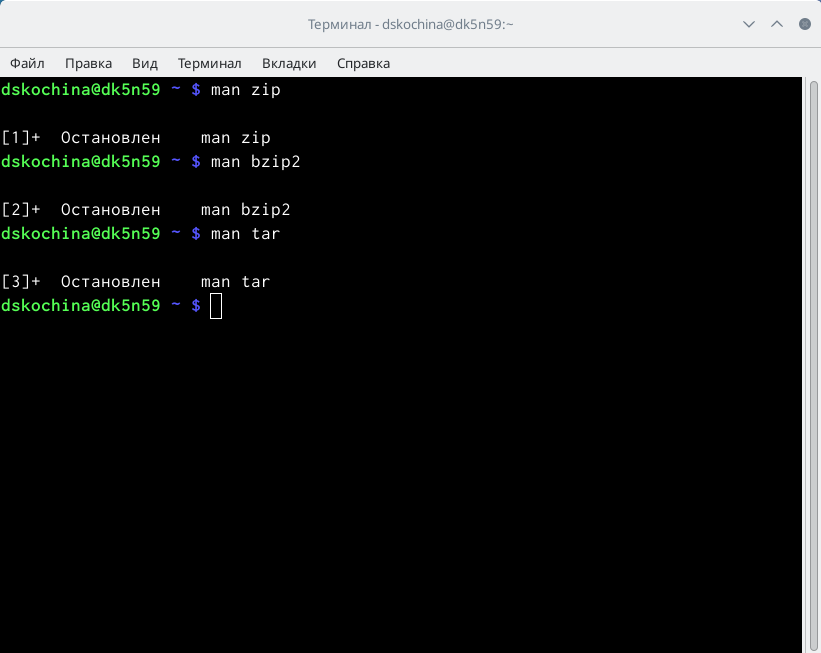 Терминал - dskochina@dk5n59:~
Файл Правка Вид Терминал Вкладки Справка
dskochina@dk5n59 ~ $ man zip
[1]+  Остановлен    man zip
dskochina@dk5n59 ~ $ man bzip2
[2]+  Остановлен    man bzip2
dskochina@dk5n59 ~ $ man tar
[3]+  Остановлен    man tar
dskochina@dk5n59 ~ $